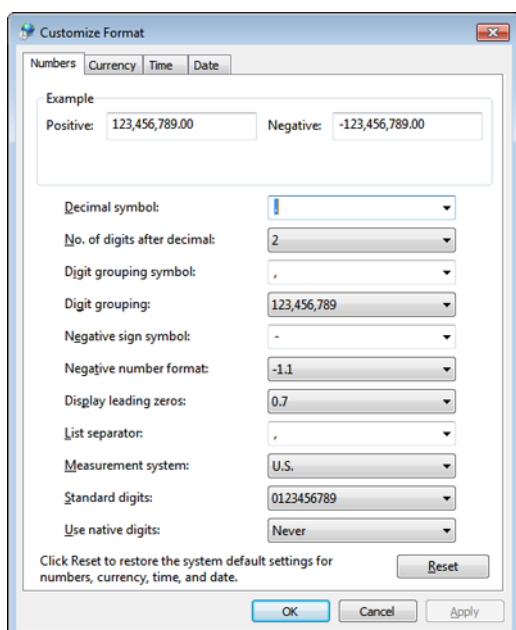 Customize Format
Numbers Currency Time Date
Example
Positive: 123,456,789.00 Negative: -123,456,789.00
Decimal symbol: .
No. of digits after decimal: 2
Digit grouping symbol: ,
Digit grouping: 123,456,789
Negative sign symbol: -
Negative number format: -1.1
Display leading zeros: 0.7
List separator: ,
Measurement system: U.S.
Standard digits: 0123456789
Use native digits: Never
Click Reset to restore the system default settings for
numbers, currency, time, and date.
Reset
OK Cancel Apply